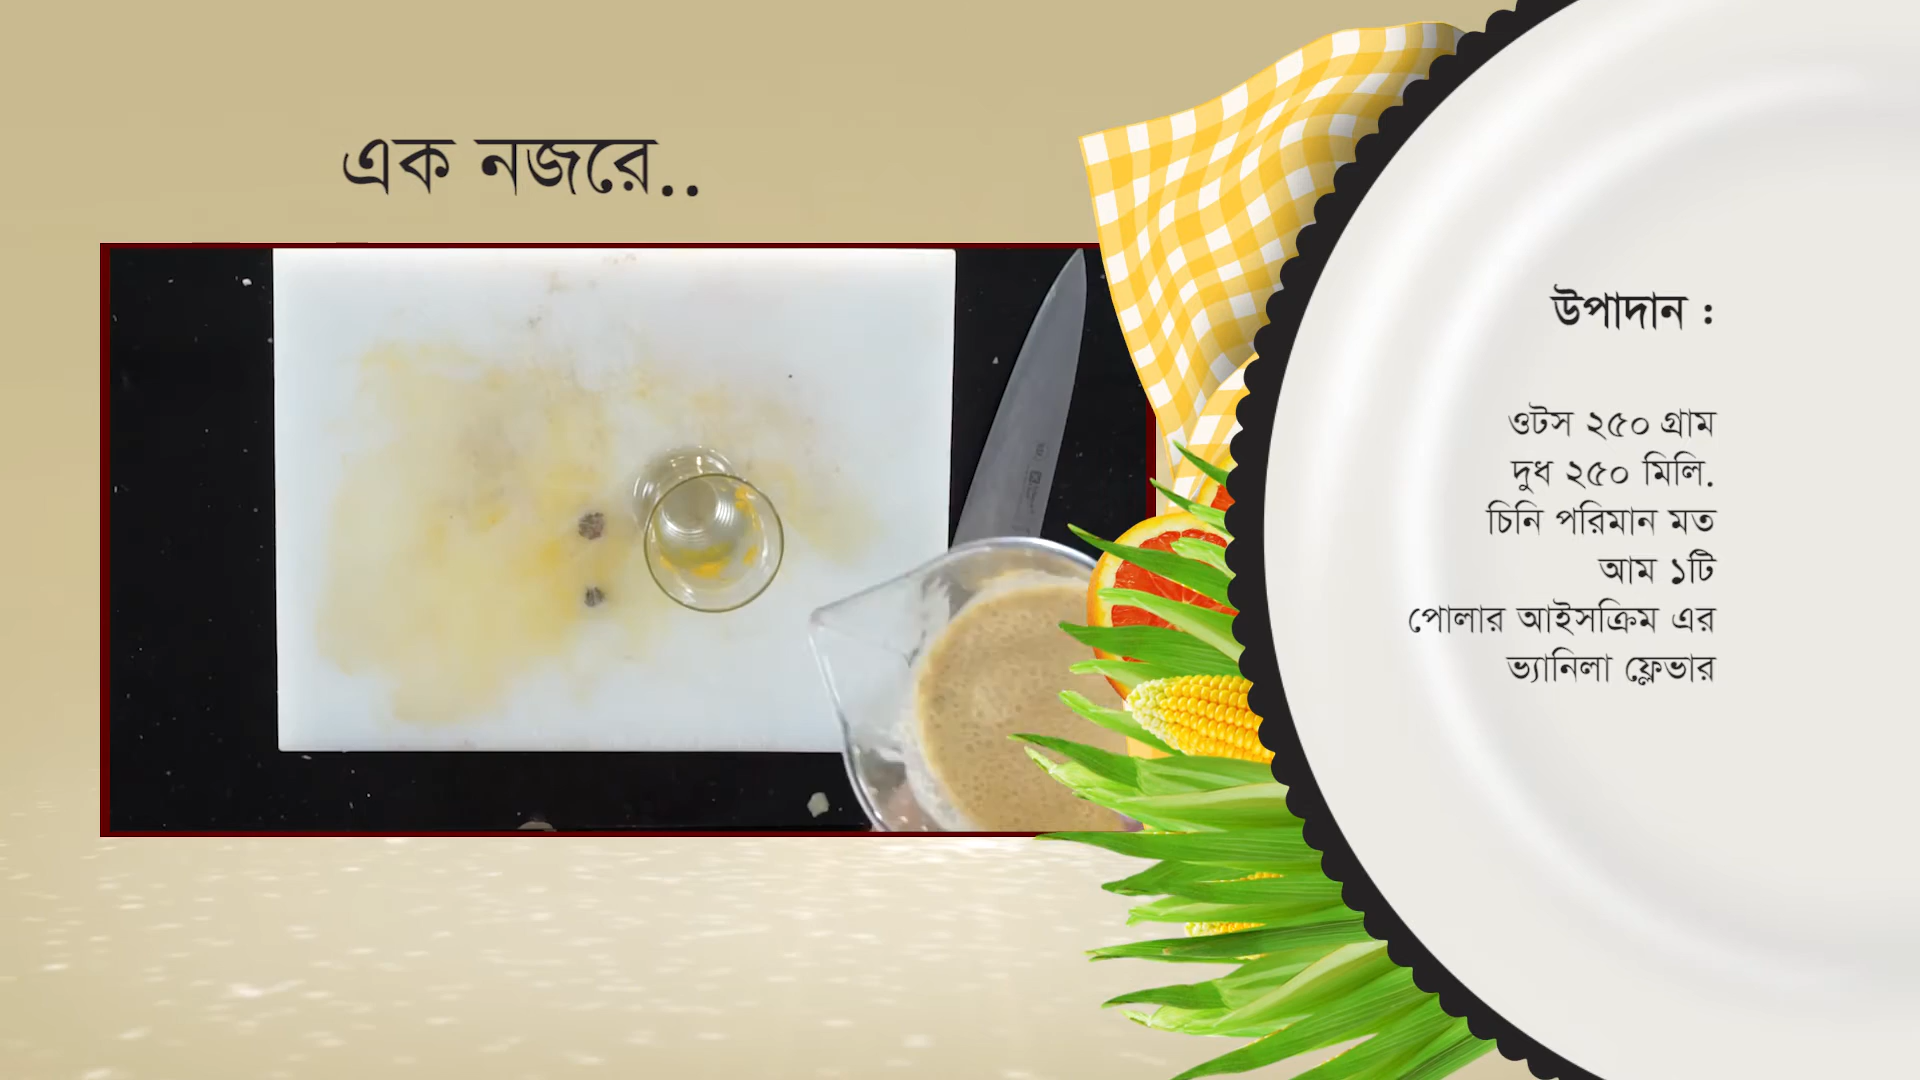 এক নজরে..
উপাদান :
ওটস ২৫০ গ্রাম
দুধ ২৫০ মিলি.
চিনি পরিমান মত
আম ১টি
পোলার আইসক্রিম এর
ভ্যানিলা ফ্লেভার